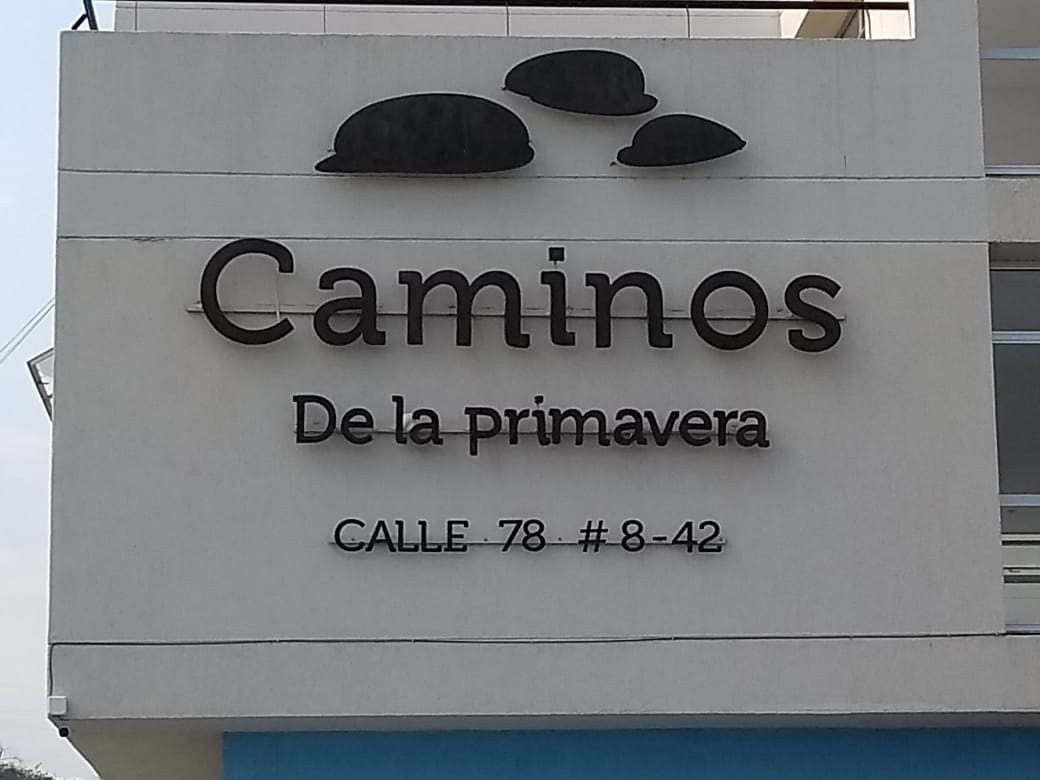 Caminos
De la primavera
CALLE 78 # 8-42